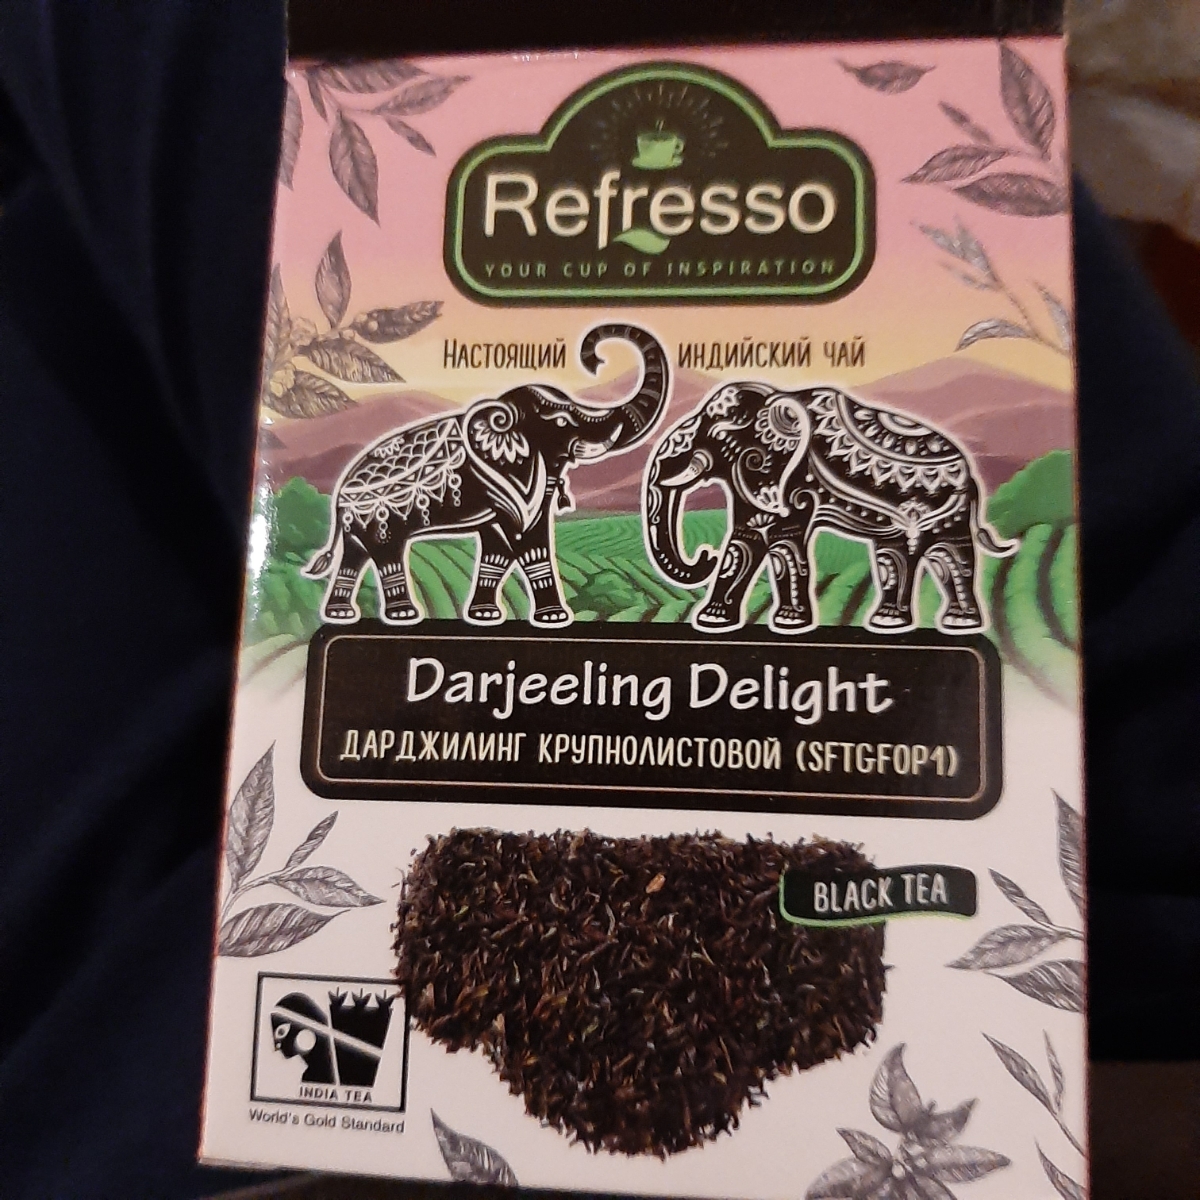 Refresso
YOUR CUP OF INSPIRATION
НАСТОЯЩИЙ ИНДИЙСКИЙ ЧАЙ
Darjeeling Delight
ДАРДЖИЛИНГ КРУПНОЛИСТОВОЙ (SFTGFOP1)
BLACK TEA
INDIA TEA
World's Gold Standard